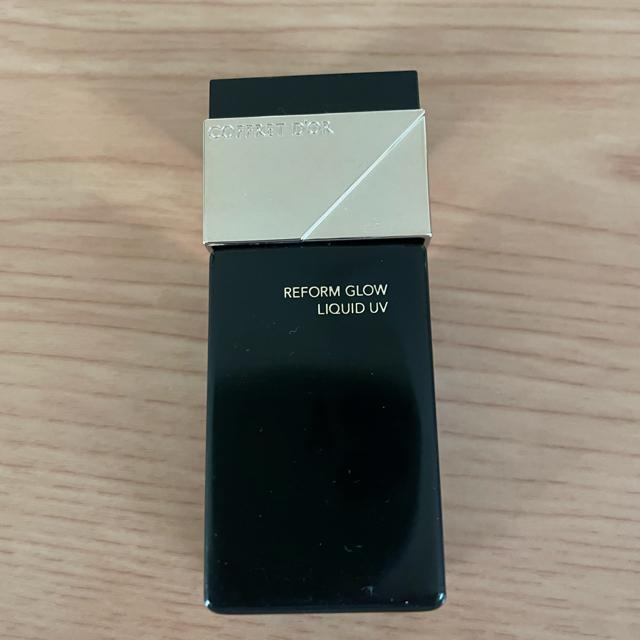 COFFRET D'OR
REFORM GLOW
LIQUID UV